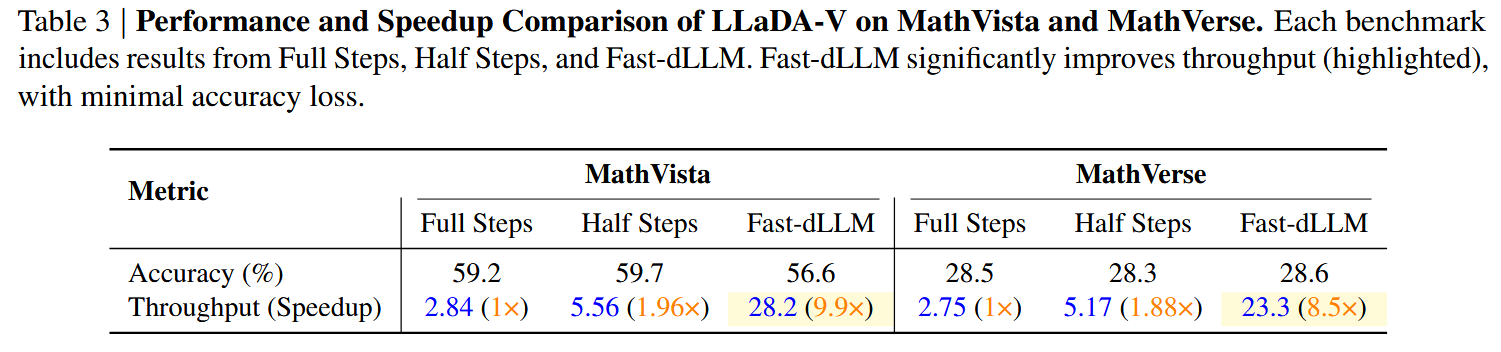 Table 3 | Performance and Speedup Comparison of LLaDA-V on MathVista and MathVerse. Each benchmark
includes results from Full Steps, Half Steps, and Fast-dLLM. Fast-dLLM significantly improves throughput (highlighted),
with minimal accuracy loss.
Metric MathVista MathVerse
Full Steps Half Steps Fast-dLLM Full Steps Half Steps Fast-dLLM
Accuracy (%) 59.2 59.7 56.6 28.5 28.3 28.6
Throughput (Speedup) 2.84 (1×) 5.56 (1.96×) 28.2 (9.9×) 2.75 (1×) 5.17 (1.88×) 23.3 (8.5×)